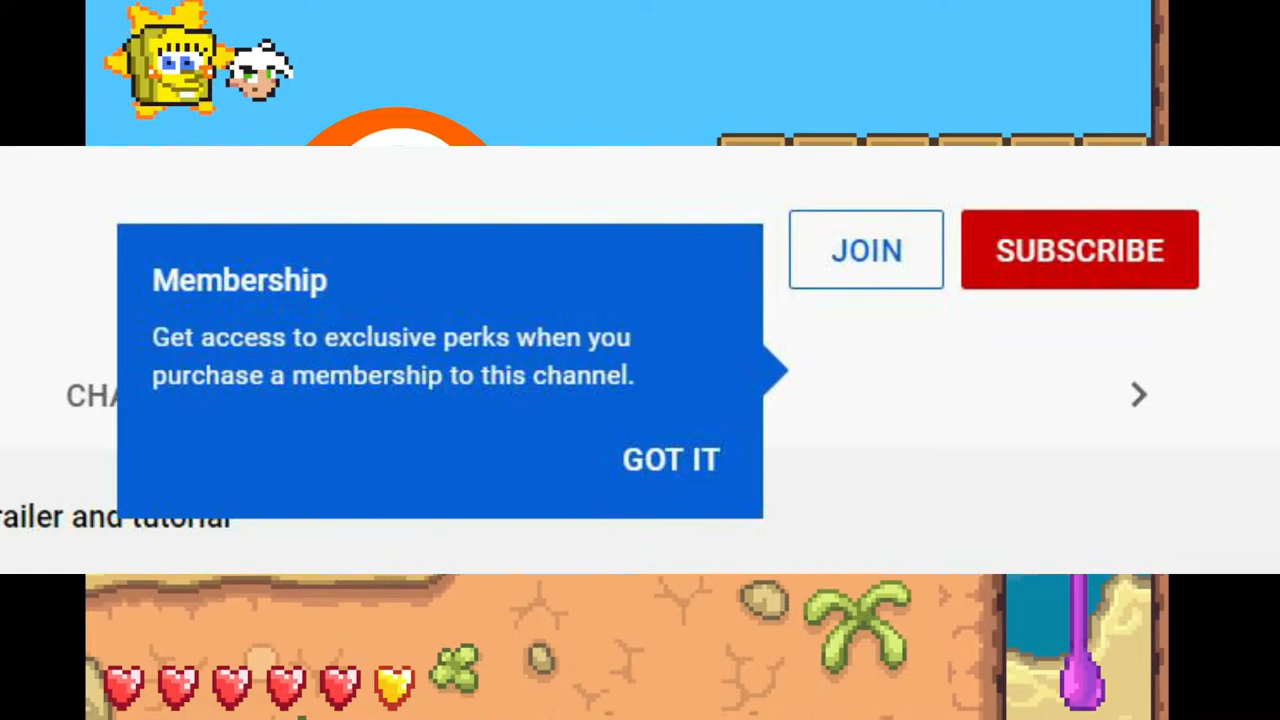 JOIN
SUBSCRIBE
Membership
Get access to exclusive perks when you
purchase a membership to this channel.
CHA
GOT IT
railer and tutorial